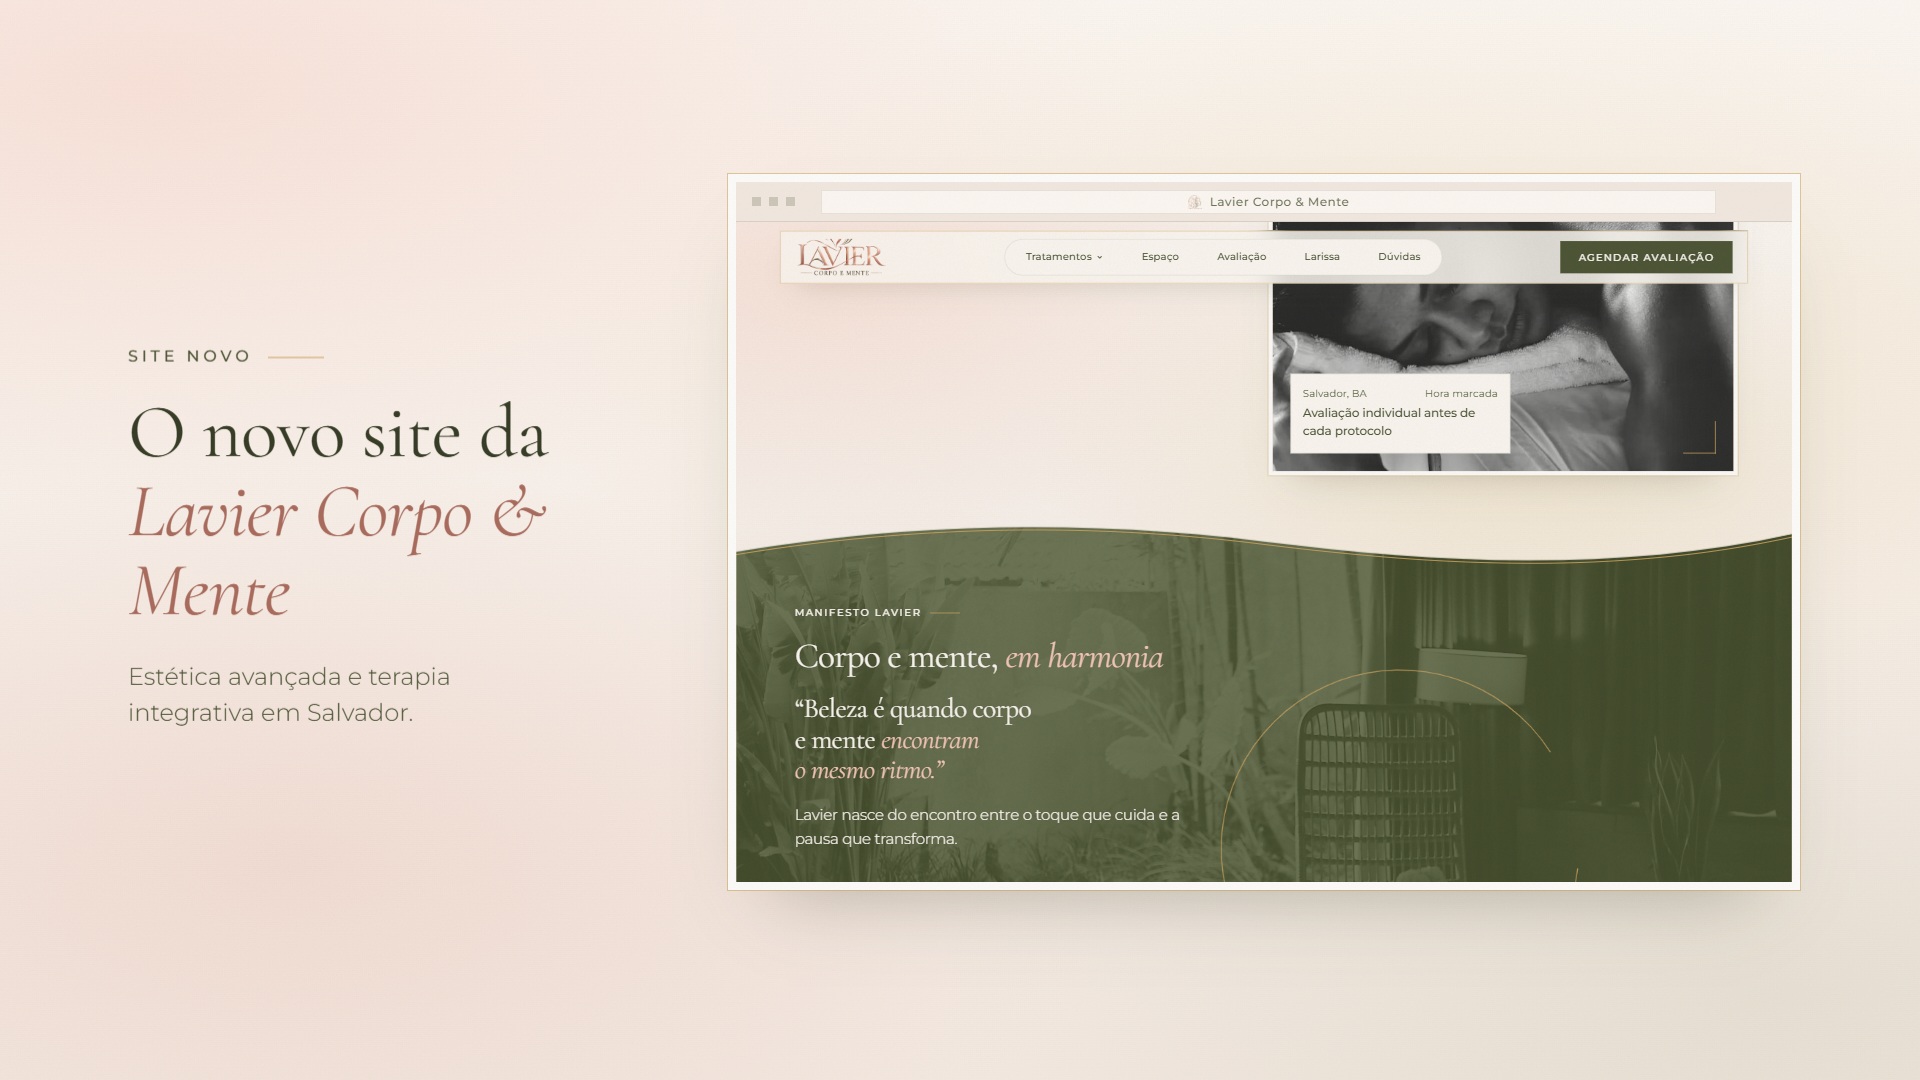 SITE NOVO
O novo site da
Lavier Corpo &
Mente
Estética avançada e terapia
integrativa em Salvador.
Lavier Corpo & Mente
LAVIER
CORPO E MENTE
Tratamentos
Espaço
Avaliação
Larissa
Dúvidas
AGENDAR AVALIAÇÃO
Salvador, BA
Hora marcada
Avaliação individual antes de
cada protocolo
MANIFESTO LAVIER
Corpo e mente, em harmonia
“Beleza é quando corpo
e mente encontram
o mesmo ritmo.”
Lavier nasce do encontro entre o toque que cuida e a
pausa que transforma.